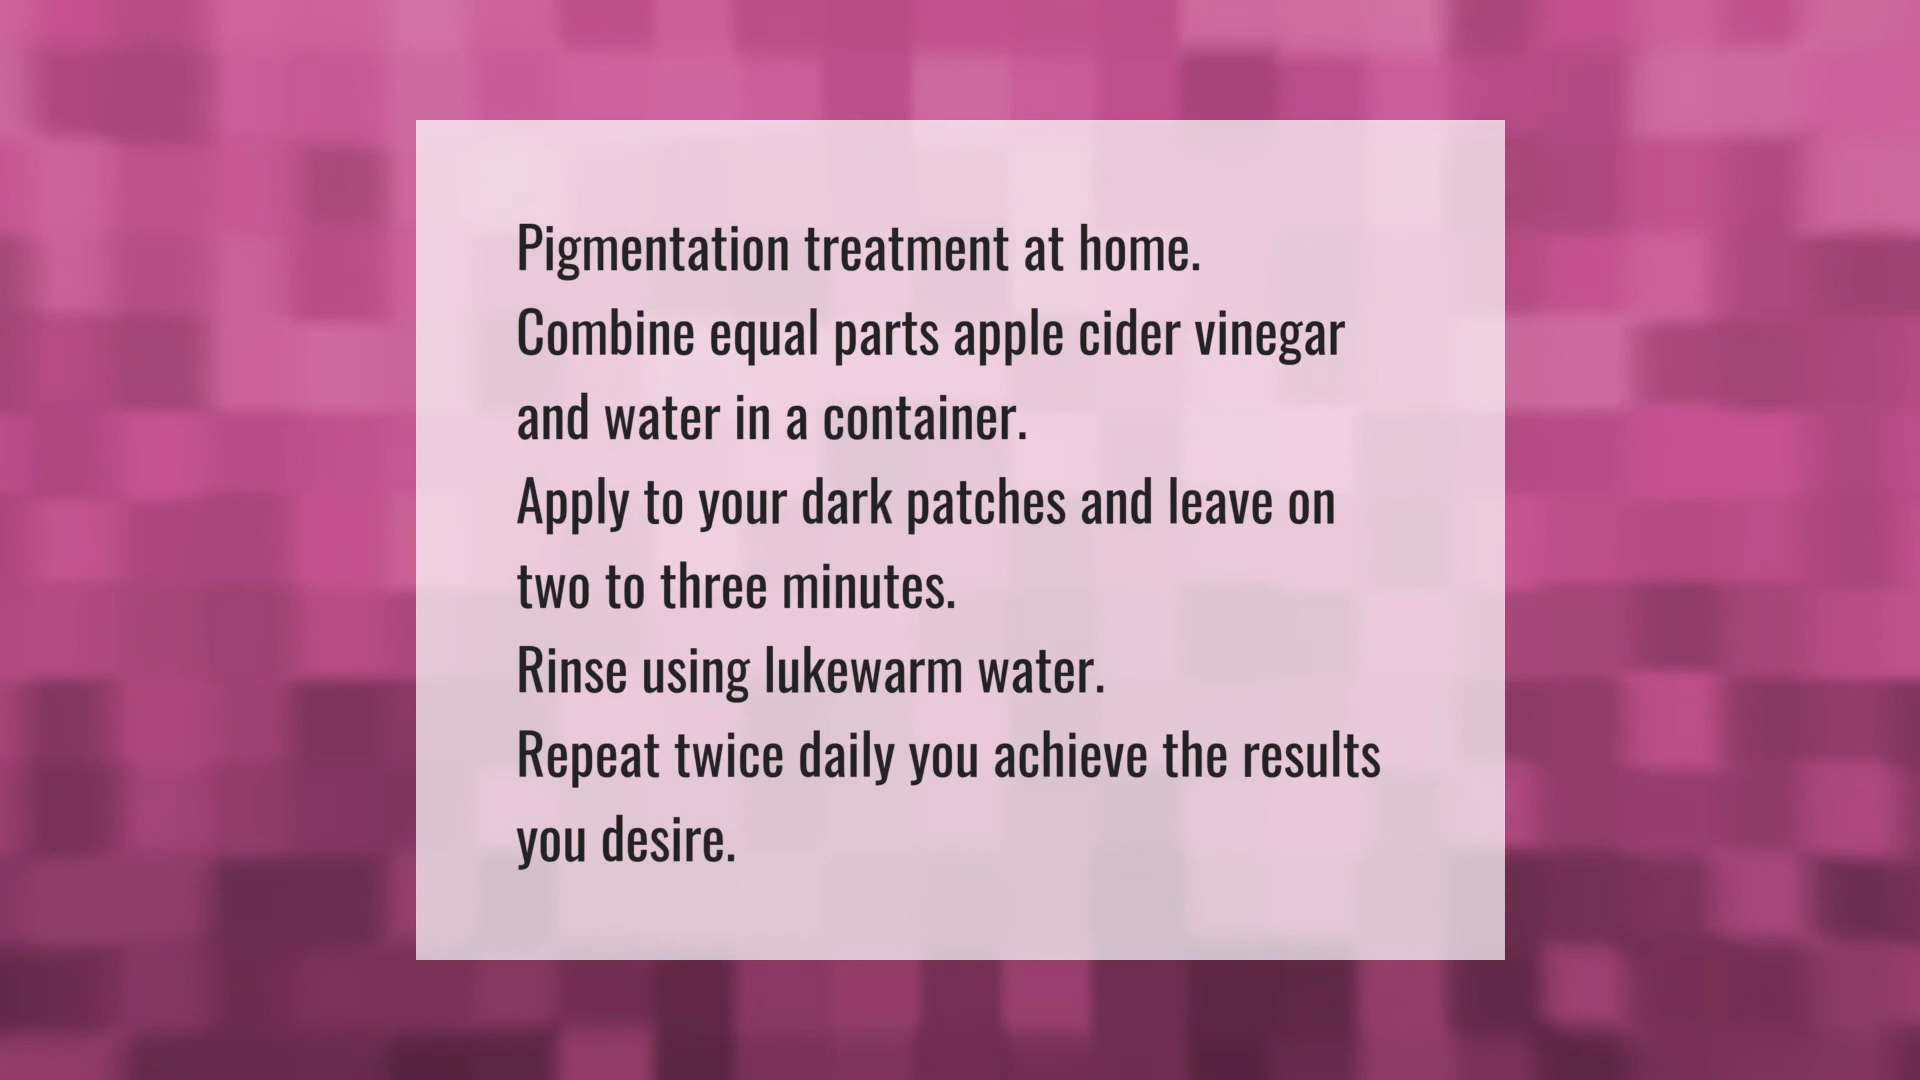 Pigmentation treatment at home.
Combine equal parts apple cider vinegar
and water in a container.
Apply to your dark patches and leave on
two to three minutes.
Rinse using lukewarm water.
Repeat twice daily you achieve the results
you desire.